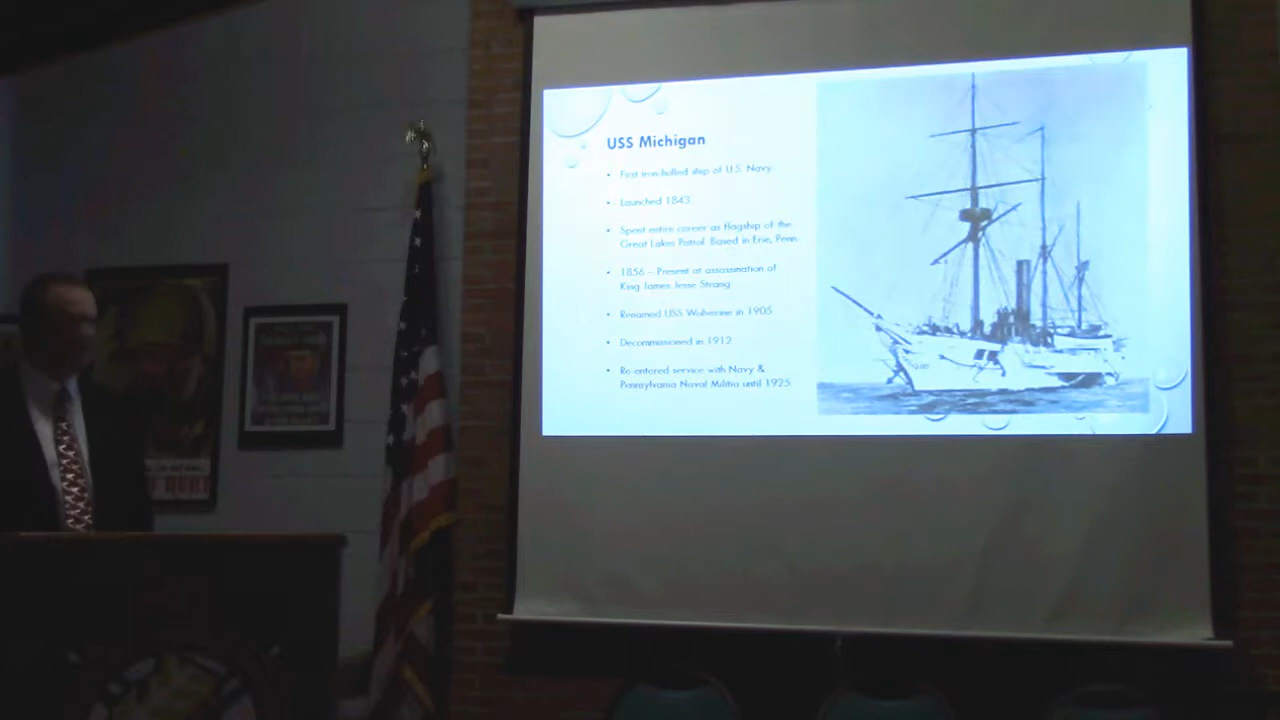 USS Michigan
• First iron-hulled ship of U.S. Navy
• Launched 1843
• Spent entire career as flagship of the
Great Lakes Patrol. Based in Erie, Penn.
• 1856 – Present at assassination of
King James Jesse Strang
• Renamed USS Wolverine in 1905
• Decommissioned in 1912
• Re-entered service with Navy &
Pennsylvania Naval Militia until 1925